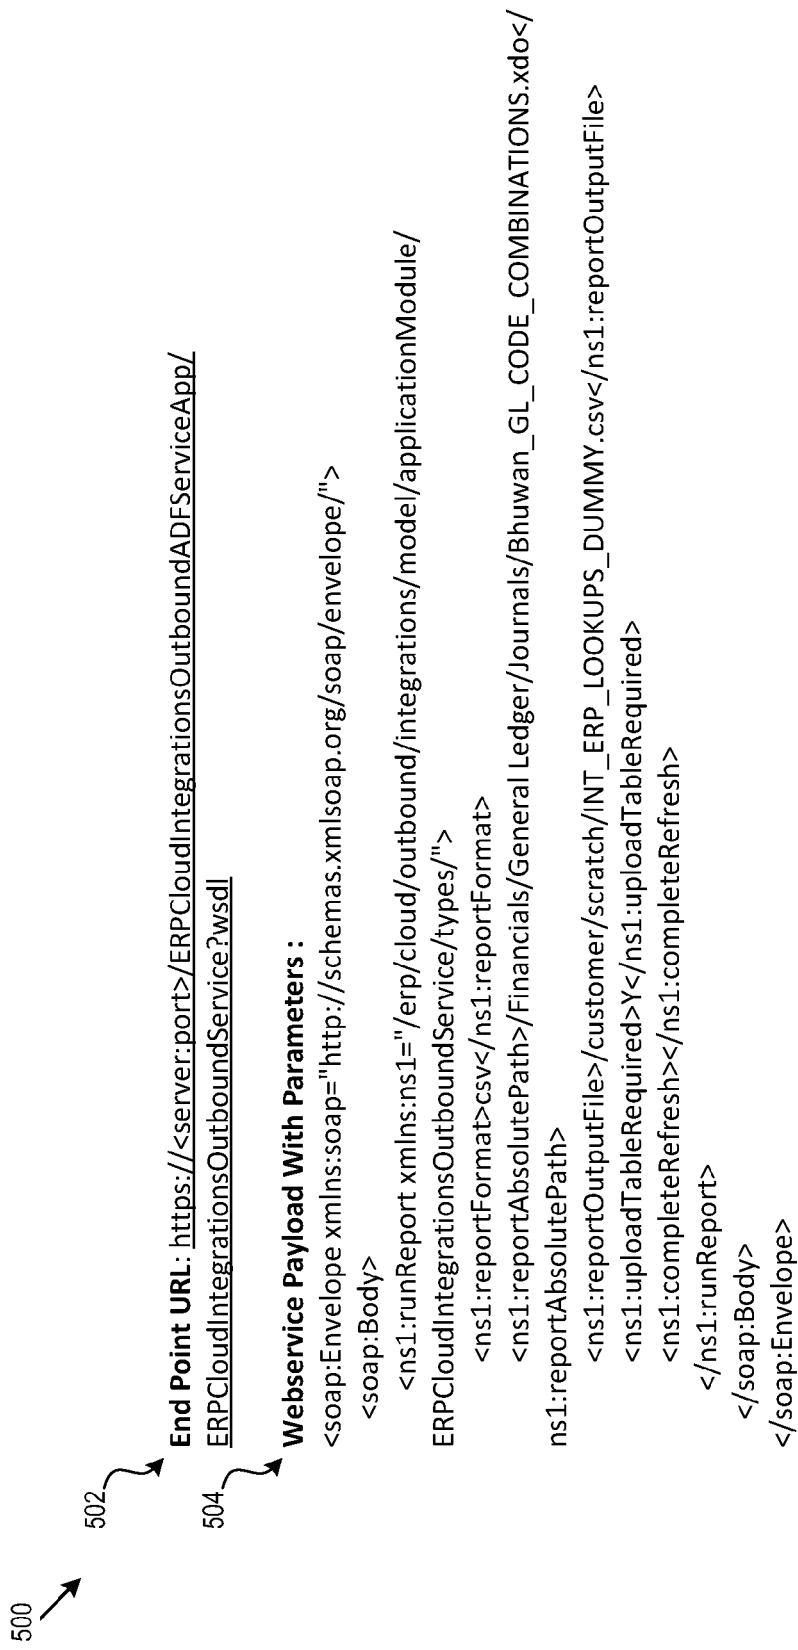 500
502
End Point URL: https://<server:port>/ERPCloudIntegrationsOutboundADFServiceApp/
ERPCloudIntegrationsOutboundService?wsdl
504
Webservice Payload With Parameters :
<soap:Envelope xmlns:soap="http://schemas.xmlsoap.org/soap/envelope/">
<soap:Body>
<ns1:runReport xmlns:ns1="/erp/cloud/outbound/integrations/model/applicationModule/
ERPCloudIntegrationsOutboundService/types/">
<ns1:reportFormat>csv</ns1:reportFormat>
<ns1:reportAbsolutePath>/Financials/General Ledger/Journals/Bhuwan_GL_CODE_COMBINATIONS.xdo</
ns1:reportAbsolutePath>
<ns1:reportOutputFile>/customer/scratch/INT_ERP_LOOKUPS_DUMMY.csv</ns1:reportOutputFile>
<ns1:uploadTableRequired>Y</ns1:uploadTableRequired>
<ns1:completeRefresh></ns1:completeRefresh>
</ns1:runReport>
</soap:Body>
</soap:Envelope>